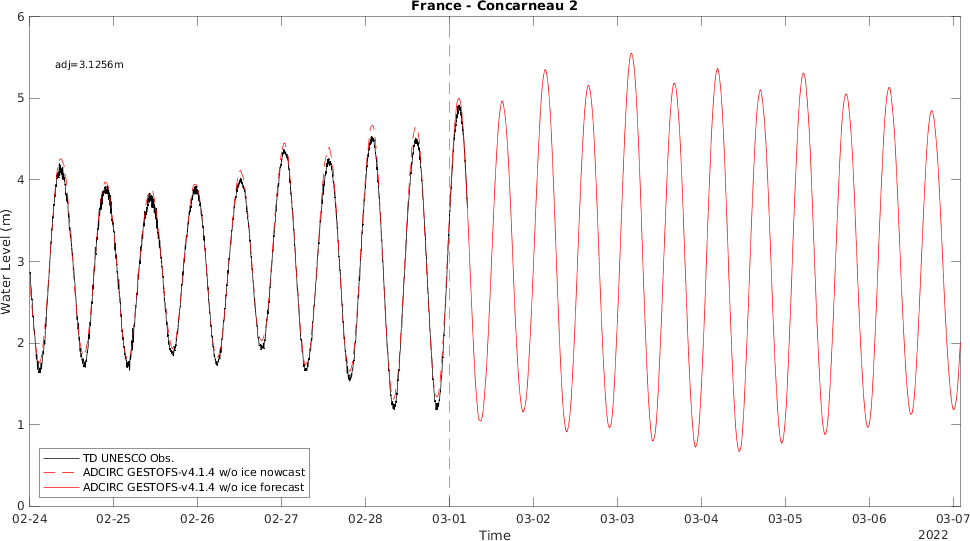 France - Concarneau 2
adj=3.1256m
6
5
4
3
2
1
0
Water Level (m)
TD UNESCO Obs.
ADCIRC GESTOFS-v4.1.4 w/o ice nowcast
ADCIRC GESTOFS-v4.1.4 w/o ice forecast
02-24 02-25 02-26 02-27 02-28 03-01 03-02 03-03 03-04 03-05 03-06 03-07
Time
2022